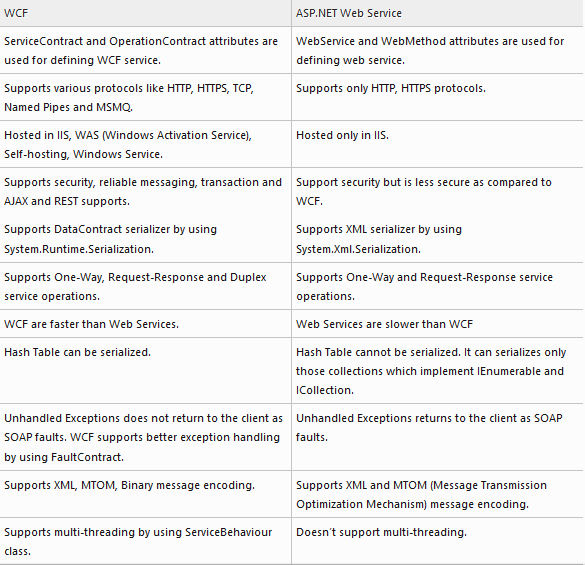 WCF
ASP.NET Web Service
ServiceContract and OperationContract attributes are
used for defining WCF service.
WebService and WebMethod attributes are used for
defining web service.
Supports various protocols like HTTP, HTTPS, TCP,
Named Pipes and MSMQ.
Supports only HTTP, HTTPS protocols.
Hosted in IIS, WAS (Windows Activation Service),
Self-hosting, Windows Service.
Hosted only in IIS.
Supports security, reliable messaging, transaction and
AJAX and REST supports.
Support security but is less secure as compared to
WCF.
Supports DataContract serializer by using
System.Runtime.Serialization.
Supports XML serializer by using
System.Xml.Serialization.
Supports One-Way, Request-Response and Duplex
service operations.
Supports One-Way and Request-Response service
operations.
WCF are faster than Web Services.
Web Services are slower than WCF
Hash Table can be serialized.
Hash Table cannot be serialized. It can serializes only
those collections which implement IEnumerable and
ICollection.
Unhandled Exceptions does not return to the client as
SOAP faults. WCF supports better exception handling
by using FaultContract.
Unhandled Exceptions returns to the client as SOAP
faults.
Supports XML, MTOM, Binary message encoding.
Supports XML and MTOM (Message Transmission
Optimization Mechanism) message encoding.
Supports multi-threading by using ServiceBehaviour
class.
Doesn't support multi-threading.